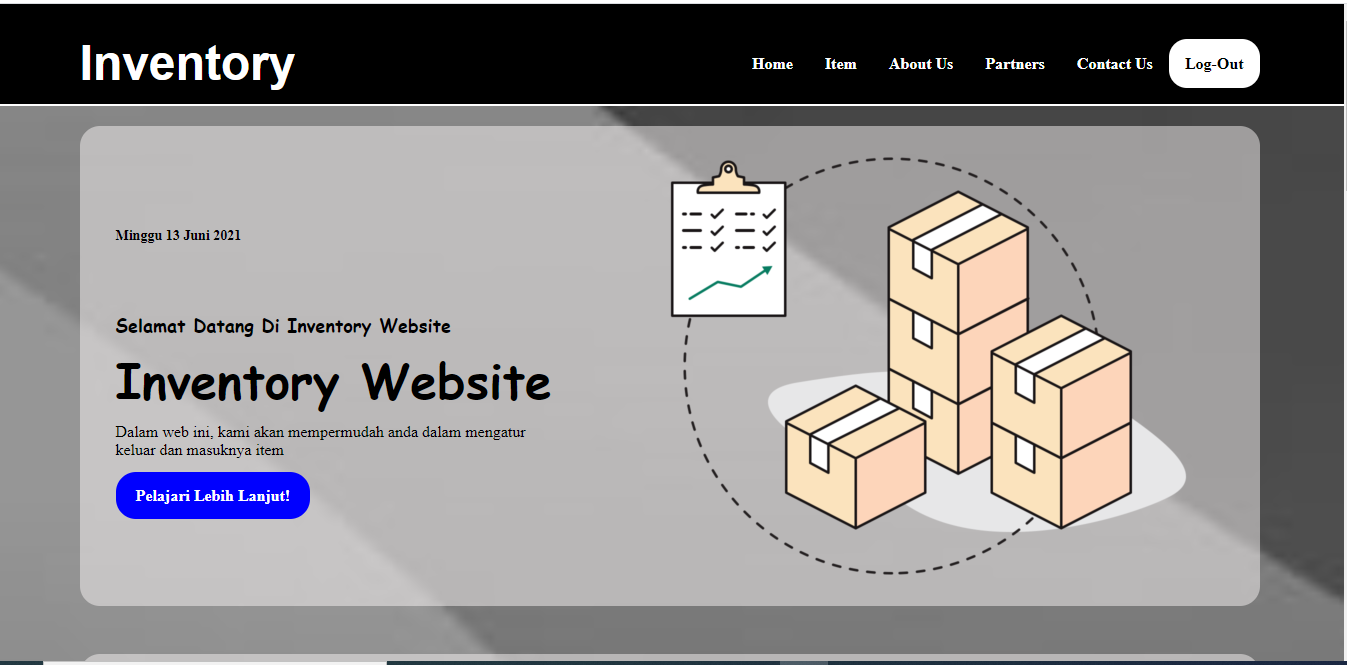 Inventory
Home Item About Us Partners Contact Us Log-Out
Minggu 13 Juni 2021
Selamat Datang Di Inventory Website
Inventory Website
Dalam web ini, kami akan mempermudah anda dalam mengatur
keluar dan masuknya item
Pelajari Lebih Lanjut!